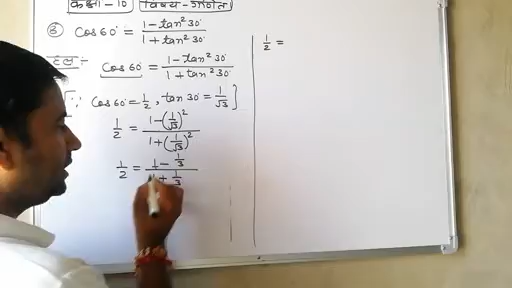 कक्षा - 10 विषय - गणित
③ Cos 60° = (1 - tan² 30°) / (1 + tan² 30°)
हल Cos 60° = (1 - tan² 30°) / (1 + tan² 30°)
[∵ Cos 60° = 1/2, tan 30° = 1/√3]
1/2 = (1 - (1/√3)²) / (1 + (1/√3)²)
1/2 = (1 - 1/3) / (1 + 1/3)
1/2 =